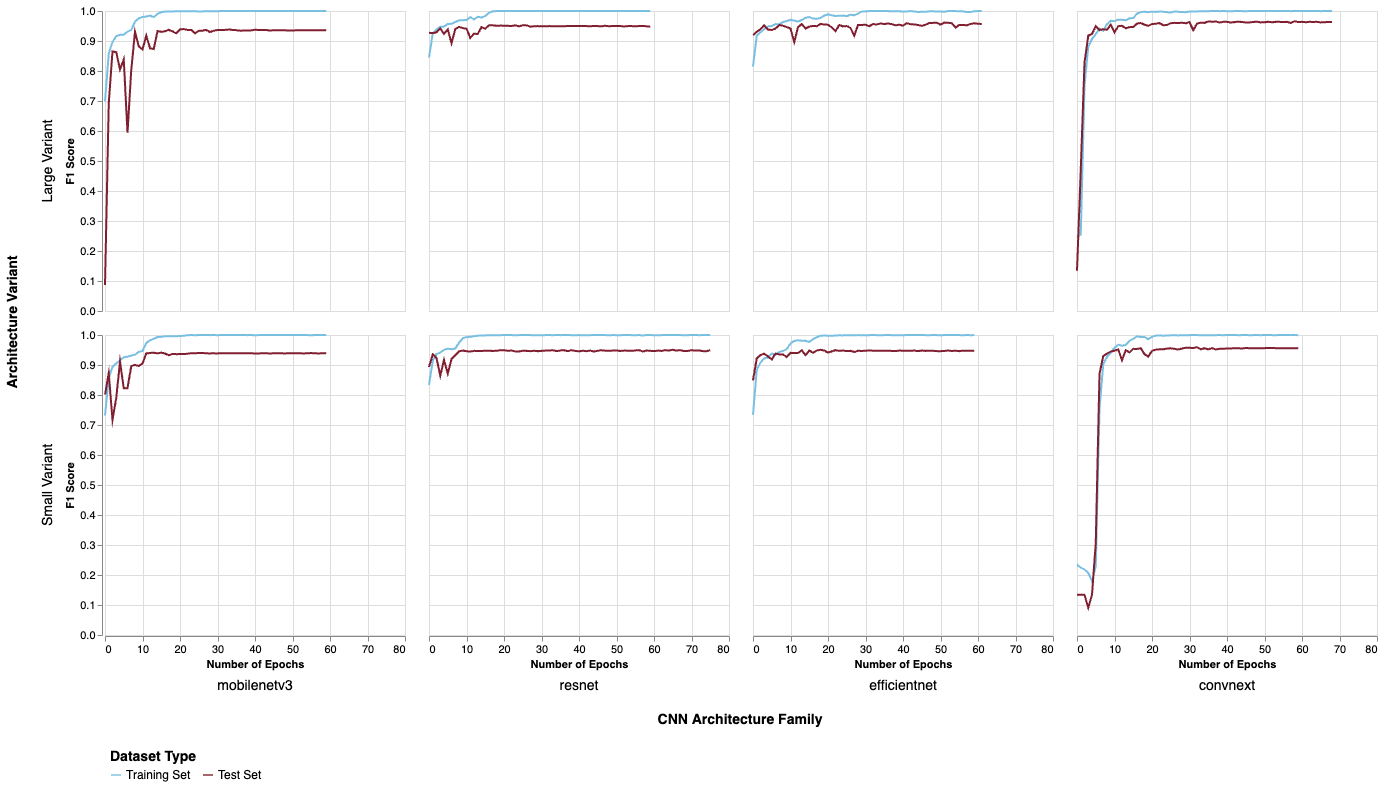 Architecture Variant
Large Variant
F1 Score
1.0
0.9
0.8
0.7
0.6
0.5
0.4
0.3
0.2
0.1
0.0
Small Variant
F1 Score
1.0
0.9
0.8
0.7
0.6
0.5
0.4
0.3
0.2
0.1
0.0
0 10 20 30 40 50 60 70 80
0 10 20 30 40 50 60 70 80
0 10 20 30 40 50 60 70 80
0 10 20 30 40 50 60 70 80
Number of Epochs
Number of Epochs
Number of Epochs
Number of Epochs
mobilenetv3
resnet
efficientnet
convnext
CNN Architecture Family
Dataset Type
Training Set
Test Set